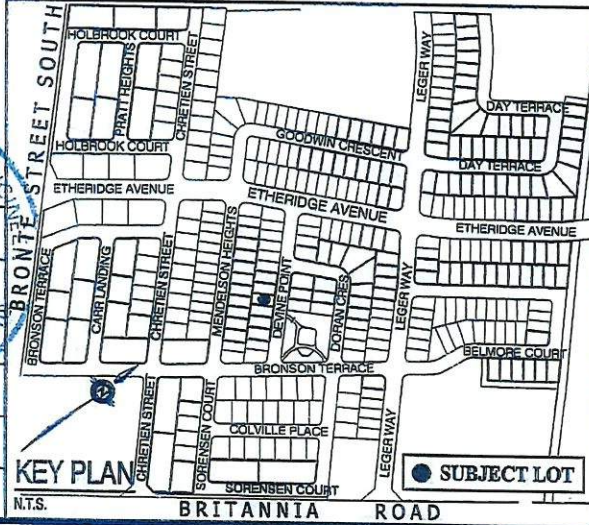 HOLBROOK COURT
PRATT HEIGHTS
CHRETIEN STREET
LEGER WAY
DAY TERRACE
BRONTE STREET SOUTH
HOLBROOK COURT
GOODWIN CRESCENT
DAY TERRACE
ETHERIDGE AVENUE
ETHERIDGE AVENUE
ETHERIDGE AVENUE
BRONSON TERRACE
CARR LANDING
CHRETIEN STREET
MENDELSON HEIGHTS
DEVINE POINT
DORAN CRES
LEGER WAY
BELMORE COURT
BRONSON TERRACE
CHRETIEN STREET
SORENSEN COURT
COLVILLE PLACE
LEGER WAY
KEY PLAN
SUBJECT LOT
SORENSEN COURT
N.T.S.
BRITANNIA ROAD